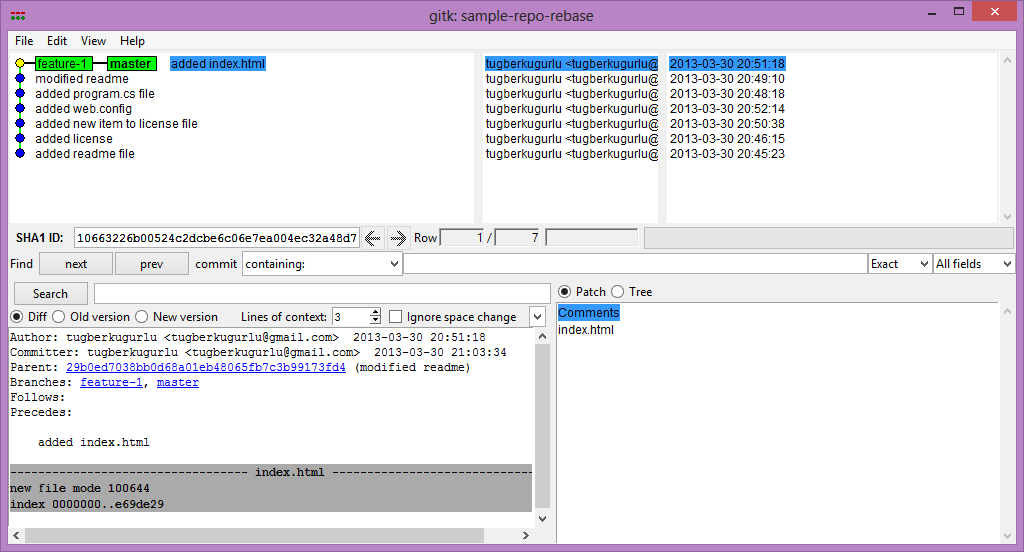 gitk: sample-repo-rebase
File Edit View Help
feature-1 master added index.html tugberkugurlu <tugberkugurlu@ 2013-03-30 20:51:18
modified readme tugberkugurlu <tugberkugurlu@ 2013-03-30 20:49:10
added program.cs file tugberkugurlu <tugberkugurlu@ 2013-03-30 20:48:18
added web.config tugberkugurlu <tugberkugurlu@ 2013-03-30 20:52:14
added new item to license file tugberkugurlu <tugberkugurlu@ 2013-03-30 20:50:38
added license tugberkugurlu <tugberkugurlu@ 2013-03-30 20:46:15
added readme file tugberkugurlu <tugberkugurlu@ 2013-03-30 20:45:23
SHA1 ID: 10663226b00524c2dcbe6c06e7ea004ec32a48d7 Row 1 / 7
Find next prev commit containing: Exact All fields
Search
Diff Old version New version Lines of context: 3 Ignore space change
Author: tugberkugurlu <tugberkugurlu@gmail.com> 2013-03-30 20:51:18
Committer: tugberkugurlu <tugberkugurlu@gmail.com> 2013-03-30 21:03:34
Parent: 29b0ed7038bb0d68a01eb48065fb7c3b99173fd4 (modified readme)
Branches: feature-1, master
Follows:
Precedes:
added index.html
---------------------------------- index.html ----------------------------------
new file mode 100644
index 0000000..e69de29
Patch Tree
Comments
index.html